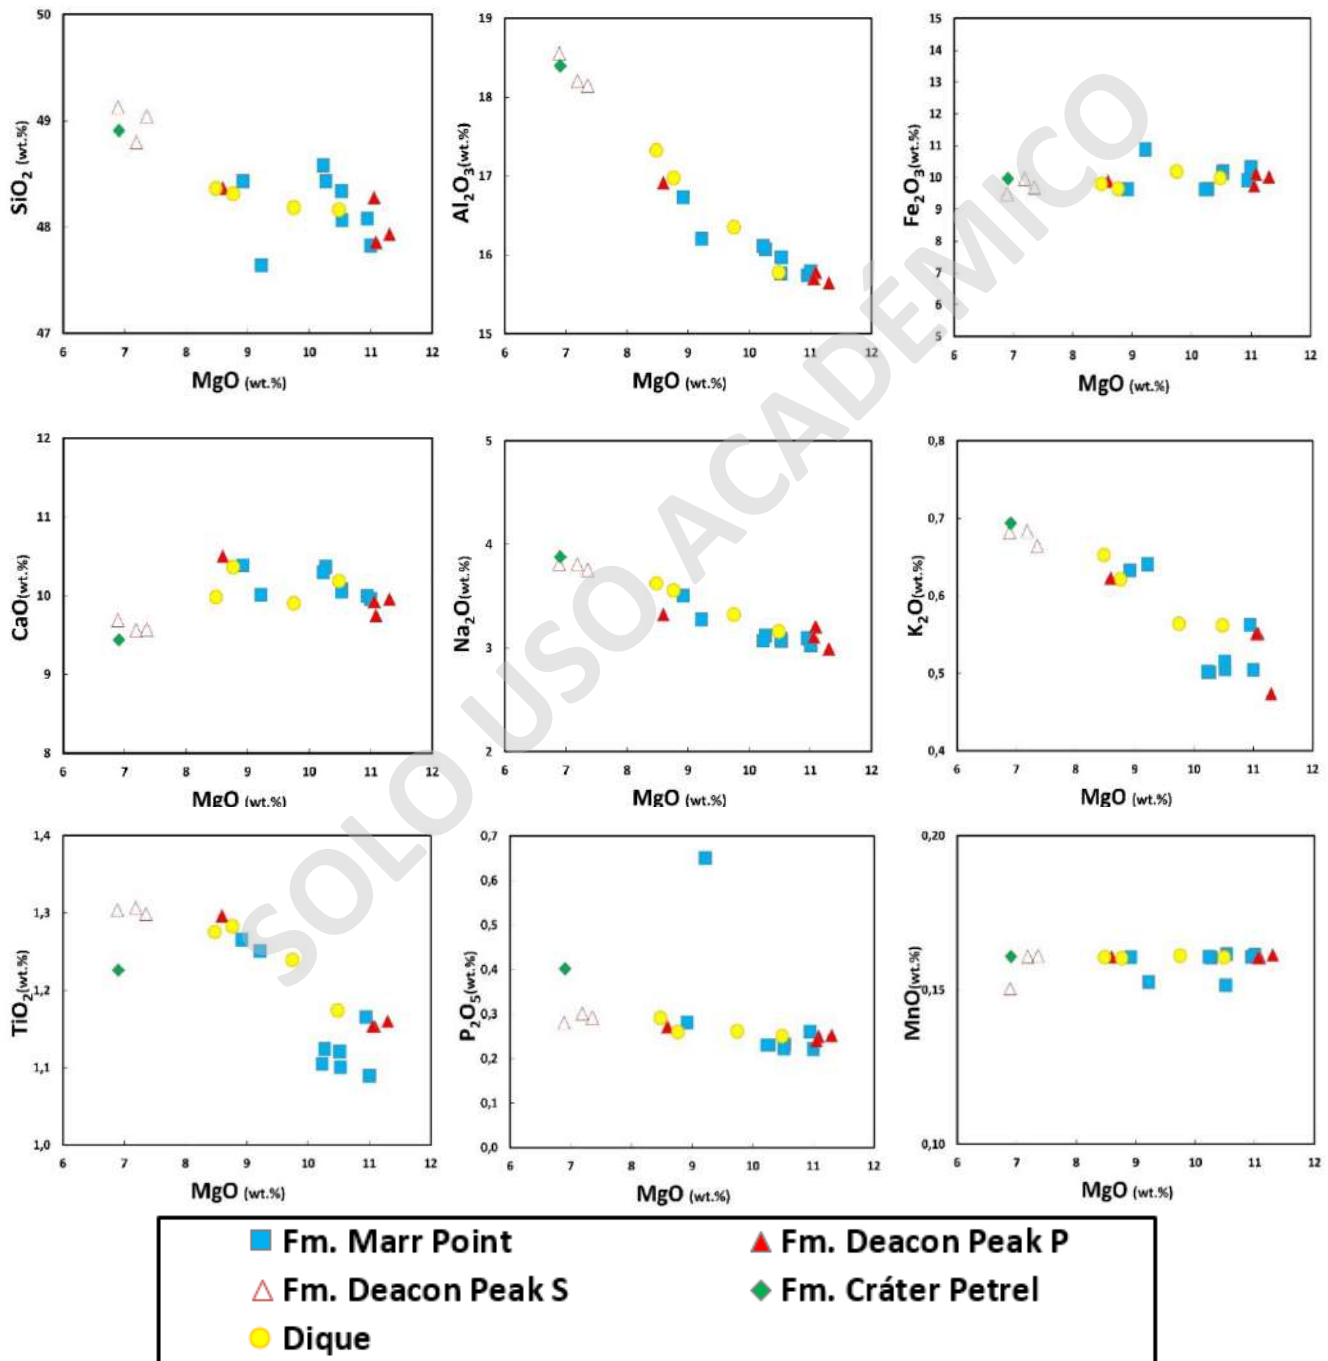 50
49
48
47
SiO2 (wt.%)
6 7 8 9 10 11 12
MgO (wt.%)
19
18
17
16
15
Al2O3(wt.%)
6 7 8 9 10 11 12
MgO (wt.%)
15
14
13
12
11
10
9
8
7
6
5
Fe2O3(wt.%)
6 7 8 9 10 11 12
MgO (wt.%)
12
11
10
9
8
CaO(wt.%)
6 7 8 9 10 11 12
MgO (wt.%)
5
4
3
2
Na2O(wt.%)
6 7 8 9 10 11 12
MgO (wt.%)
0,8
0,7
0,6
0,5
0,4
K2O(wt.%)
6 7 8 9 10 11 12
MgO (wt.%)
1,4
1,3
1,2
1,1
1,0
TiO2(wt.%)
6 7 8 9 10 11 12
MgO (wt.%)
0,7
0,6
0,5
0,4
0,3
0,2
0,1
0,0
P2O5(wt.%)
6 7 8 9 10 11 12
MgO (wt.%)
0,20
0,15
0,10
MnO(wt.%)
6 7 8 9 10 11 12
MgO (wt.%)
SOLO USO ACADÉMICO
Fm. Marr Point
Fm. Deacon Peak P
Fm. Deacon Peak S
Fm. Cráter Petrel
Dique